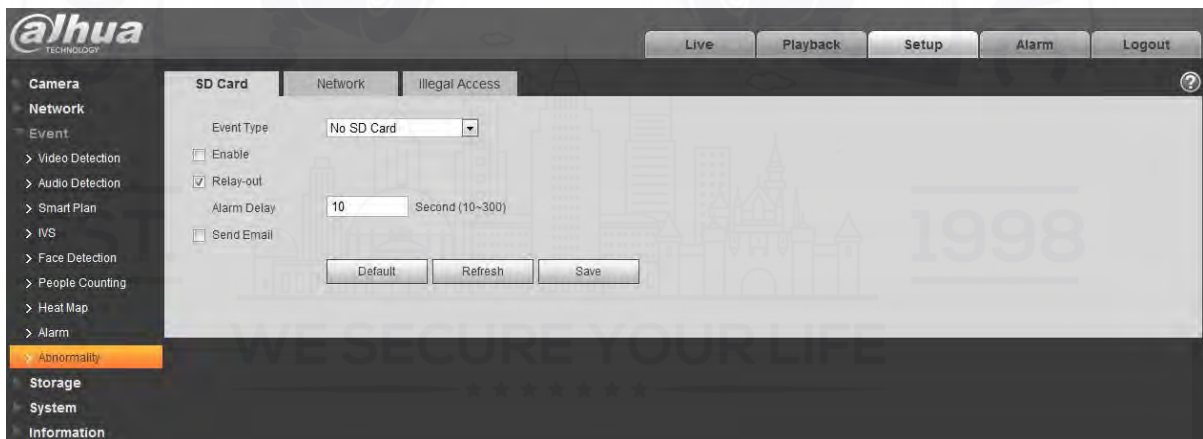 alhua
TECHNOLOGY
Live Playback Setup Alarm Logout
Camera
Network
Event
> Video Detection
> Audio Detection
> Smart Plan
> IVS
> Face Detection
> People Counting
> Heat Map
> Alarm
> Abnormality
Storage
System
Information
SD Card Network Illegal Access
?
Event Type No SD Card
Enable
Relay-out
Alarm Delay 10 Second (10~300)
Send Email
Default Refresh Save
EST. 1998
WE SECURE YOUR LIFE